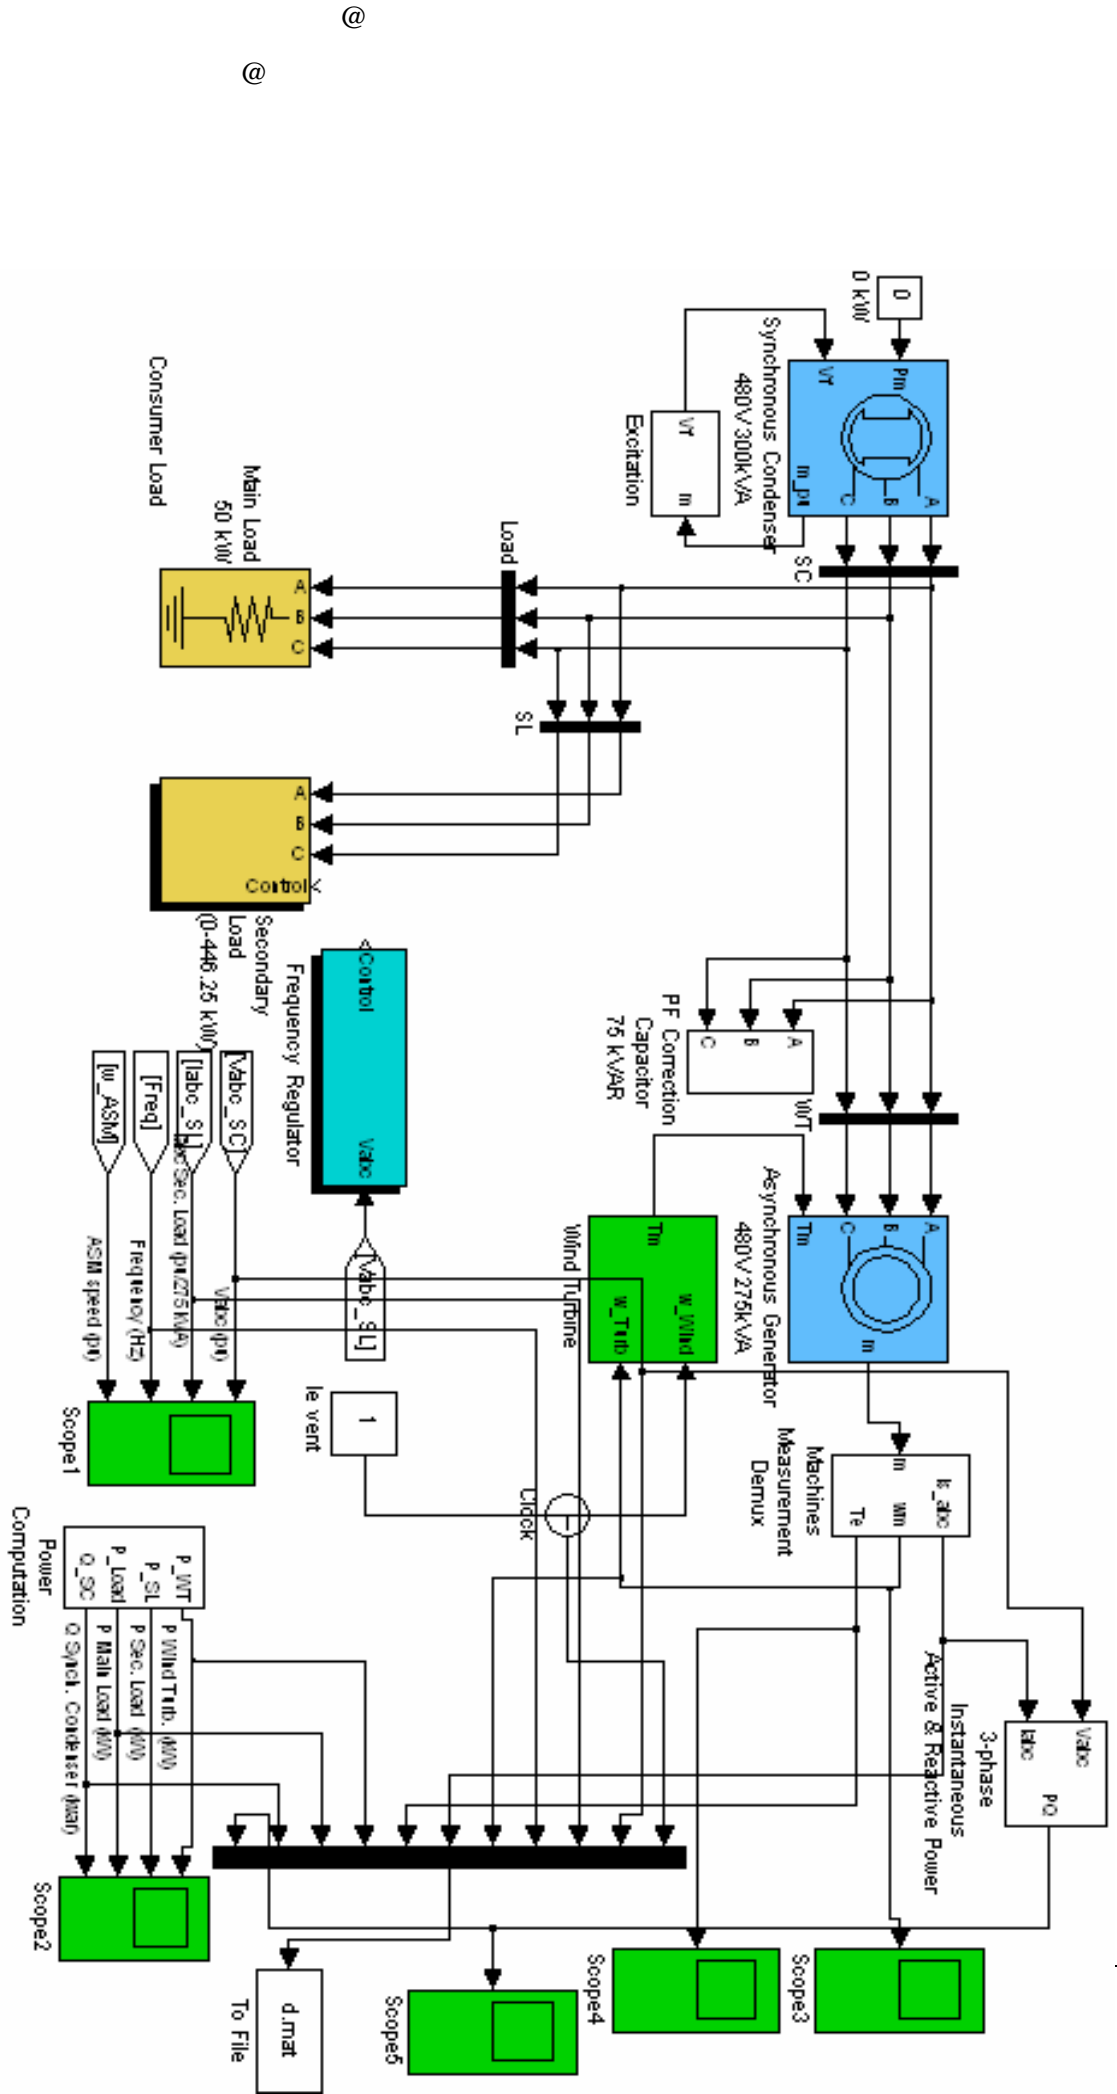 @
@
0
0 kW
Pm
VT
m_pu
A
B
C
Synchronous Condenser
480V 300kVA
VT
m
Excitation
SC
Load
A
B
C
Main Load
50 kW
Consumer Load
SL
A
B
C
Control
Secondary
Load
(0-446.25 kW)
A
B
C
PF Correction
Capacitor
75 kVAR
WT
Control
Vabc
Frequency Regulator
[Vabc_SL]
Tm
A
B
C
m
Asynchronous Generator
480V 275kVA
Tm
w_Wind
w_Turb
Wind Turbine
1
le vent
Clock
m
is_abc
wm
Te
Machines
Measurement
Demux
Vabc
Iabc
PQ
3-phase
Instantaneous
Active & Reactive Power
[Vabc_SC]
[Iabc_SL]
[Freq]
[w_ASM]
Vabc (pu)
Iabc Sec. Load (pu/275 kVA)
Frequency (Hz)
ASM speed (pu)
Scope1
P_WT
P_SL
P_Load
Q_SC
Power
Computation
P Wind Turb. (kW)
P Sec. Load (kW)
P Main Load (kW)
Q Synch. Condenser (kvar)
Scope2
d.mat
To File
Scope5
Scope4
Scope3